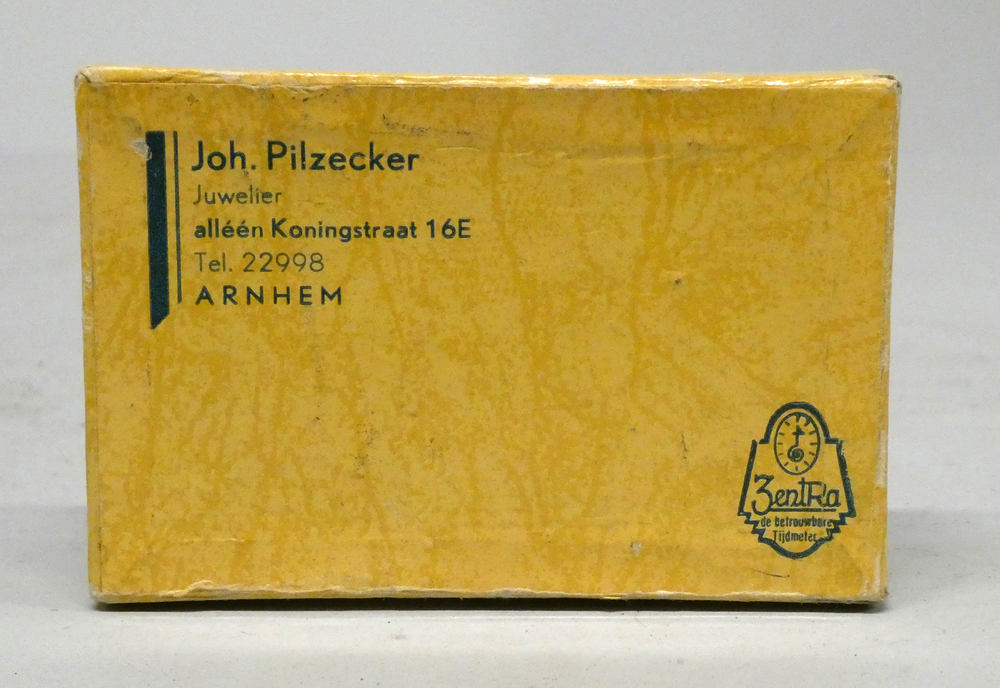 Joh. Pilzecker
Juwelier
alléén Koningstraat 16E
Tel. 22998
ARNHEM
ZentRa
de betrouwbare
Tijdmeter